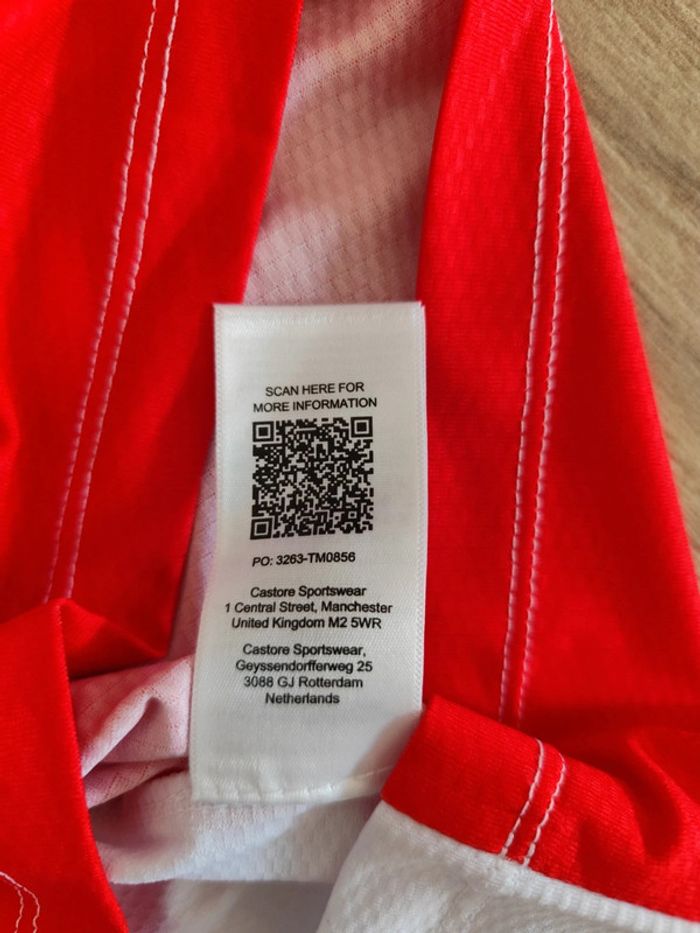 SCAN HERE FOR
MORE INFORMATION
PO: 3263-TM0856
Castore Sportswear
1 Central Street, Manchester
United Kingdom M2 5WR
Castore Sportswear,
Geyssendorfferweg 25
3088 GJ Rotterdam
Netherlands